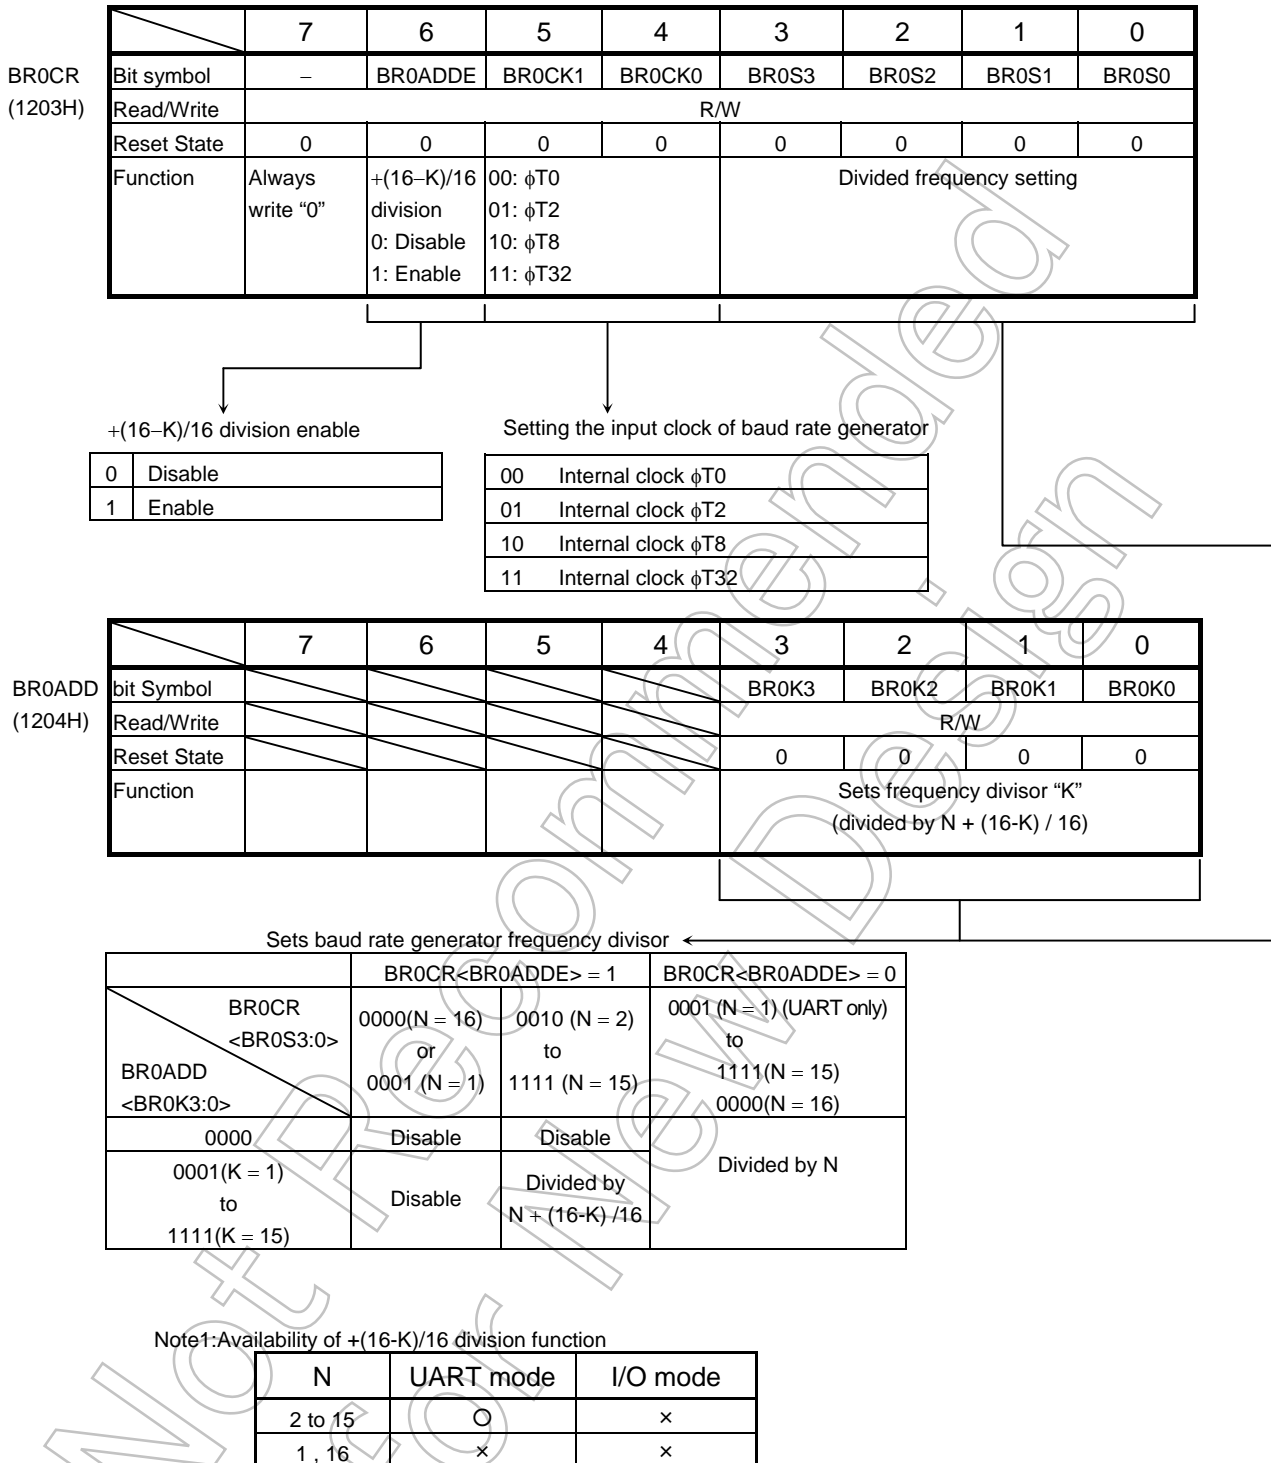 7 6 5 4 3 2 1 0
BR0CR Bit symbol – BR0ADDE BR0CK1 BR0CK0 BR0S3 BR0S2 BR0S1 BR0S0
(1203H) Read/Write R/W
Reset State 0 0 0 0 0 0 0 0
Function Always +(16–K)/16 00: ϕT0 Divided frequency setting
write “0” division 01: ϕT2
0: Disable 10: ϕT8
1: Enable 11: ϕT32
+(16–K)/16 division enable
0 Disable
1 Enable
Setting the input clock of baud rate generator
00 Internal clock ϕT0
01 Internal clock ϕT2
10 Internal clock ϕT8
11 Internal clock ϕT32
7 6 5 4 3 2 1 0
BR0ADD bit Symbol BR0K3 BR0K2 BR0K1 BR0K0
(1204H) Read/Write R/W
Reset State 0 0 0 0
Function Sets frequency divisor “K”
(divided by N + (16-K) / 16)
Sets baud rate generator frequency divisor
BR0CR<BR0ADDE> = 1 BR0CR<BR0ADDE> = 0
BR0CR
<BR0S3:0>
BR0ADD
<BR0K3:0>
0000(N = 16)
or
0001 (N = 1)
0010 (N = 2)
to
1111 (N = 15)
0001 (N = 1) (UART only)
to
1111(N = 15)
0000(N = 16)
0000 Disable Disable
Divided by N
0001(K = 1)
to
1111(K = 15)
Disable
Divided by
N + (16-K) /16
Note1:Availability of +(16-K)/16 division function
N UART mode I/O mode
2 to 15 ○ ×
1 , 16 × ×
Not Recommended
for New Design